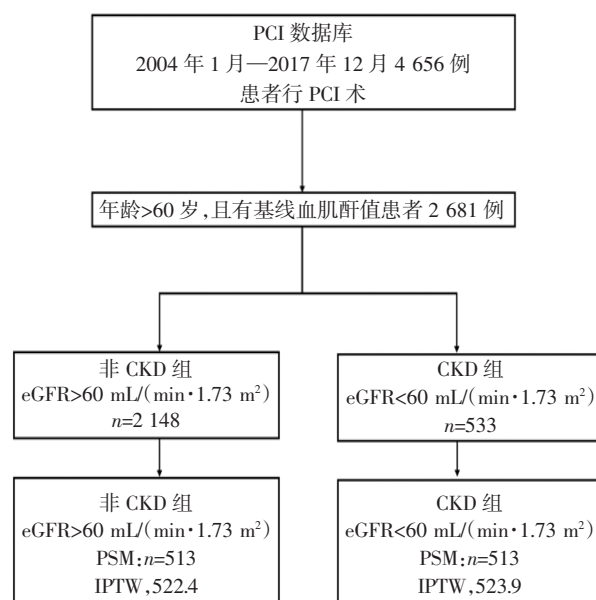 PCI 数据库
2004 年 1 月—2017 年 12 月 4 656 例
患者行 PCI 术
年龄>60 岁,且有基线血肌酐值患者 2 681 例
非 CKD 组
eGFR>60 mL/(min·1.73 m²)
n=2 148
CKD 组
eGFR<60 mL/(min·1.73 m²)
n=533
非 CKD 组
eGFR>60 mL/(min·1.73 m²)
PSM:n=513
IPTW,522.4
CKD 组
eGFR<60 mL/(min·1.73 m²)
PSM:n=513
IPTW,523.9